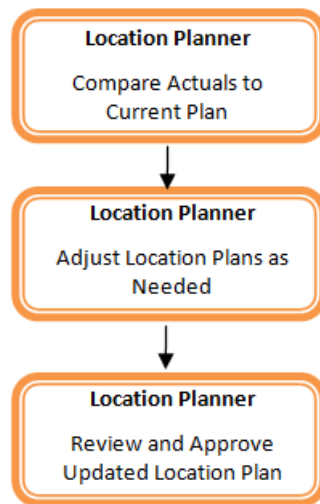 Location Planner
Compare Actuals to
Current Plan
Location Planner
Adjust Location Plans as
Needed
Location Planner
Review and Approve
Updated Location Plan